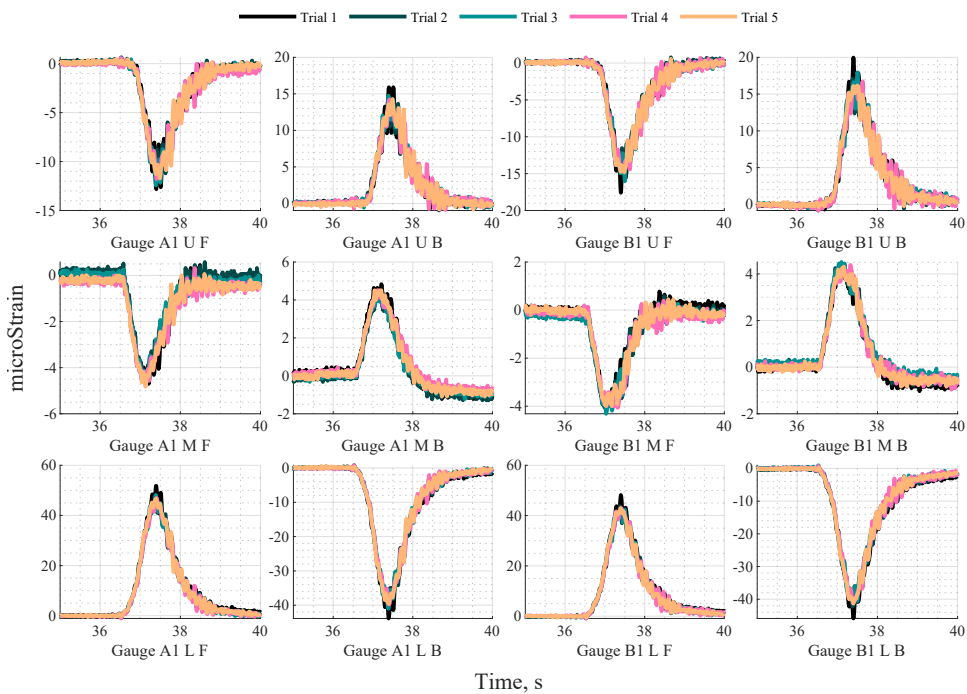 Trial 1 Trial 2 Trial 3 Trial 4 Trial 5
0 -5 -10 -15
36 38 40
Gauge A1 U F
20 15 10 5 0
36 38 40
Gauge A1 U B
0 -5 -10 -15 -20
36 38 40
Gauge B1 U F
20 15 10 5 0
36 38 40
Gauge B1 U B
microStrain
0 -2 -4 -6
36 38 40
Gauge A1 M F
6 4 2 0 -2
36 38 40
Gauge A1 M B
2 0 -2 -4
36 38 40
Gauge B1 M F
4 2 0 -2
36 38 40
Gauge B1 M B
60 40 20 0
36 38 40
Gauge A1 L F
0 -10 -20 -30 -40
36 38 40
Gauge A1 L B
60 40 20 0
36 38 40
Gauge B1 L F
0 -10 -20 -30 -40
36 38 40
Gauge B1 L B
Time, s